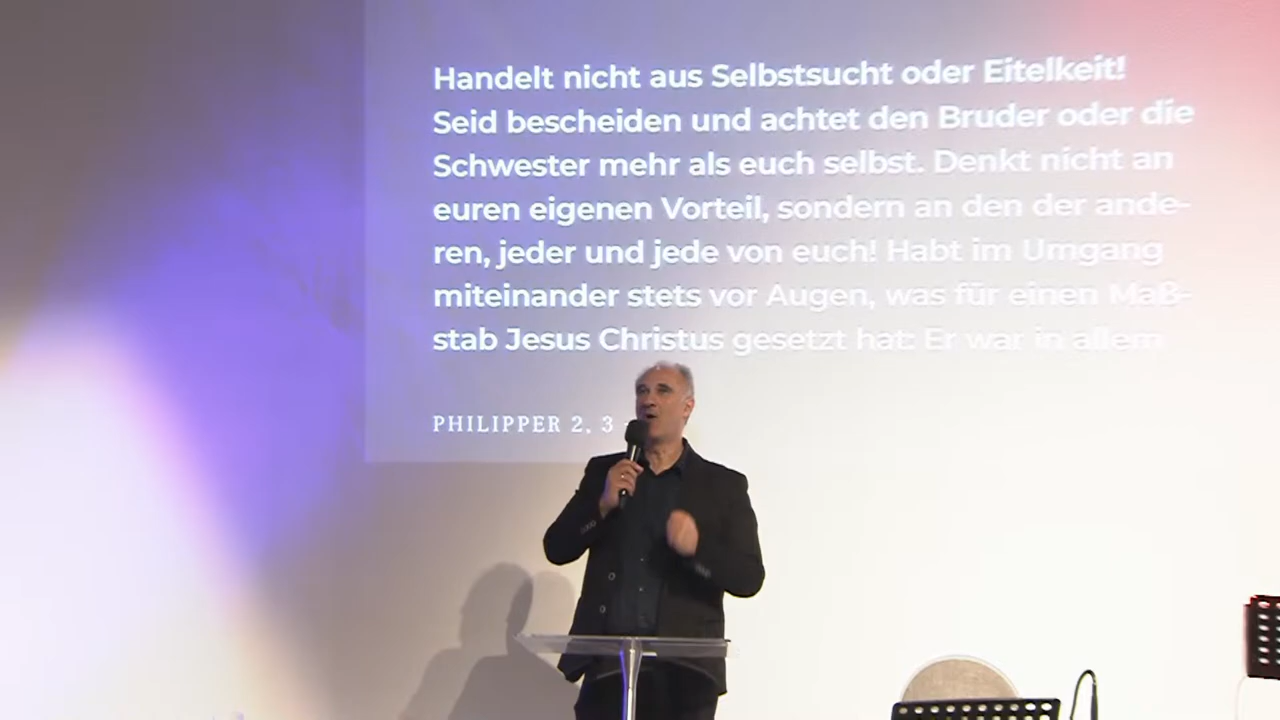 Handelt nicht aus Selbstsucht oder Eitelkeit!
Seid bescheiden und achtet den Bruder oder die
Schwester mehr als euch selbst. Denkt nicht an
euren eigenen Vorteil, sondern an den der ande-
ren, jeder und jede von euch! Habt im Umgang
miteinander stets vor Augen, was für einen Maß-
stab Jesus Christus gesetzt hat: Er war in allem
PHILIPPER 2, 3